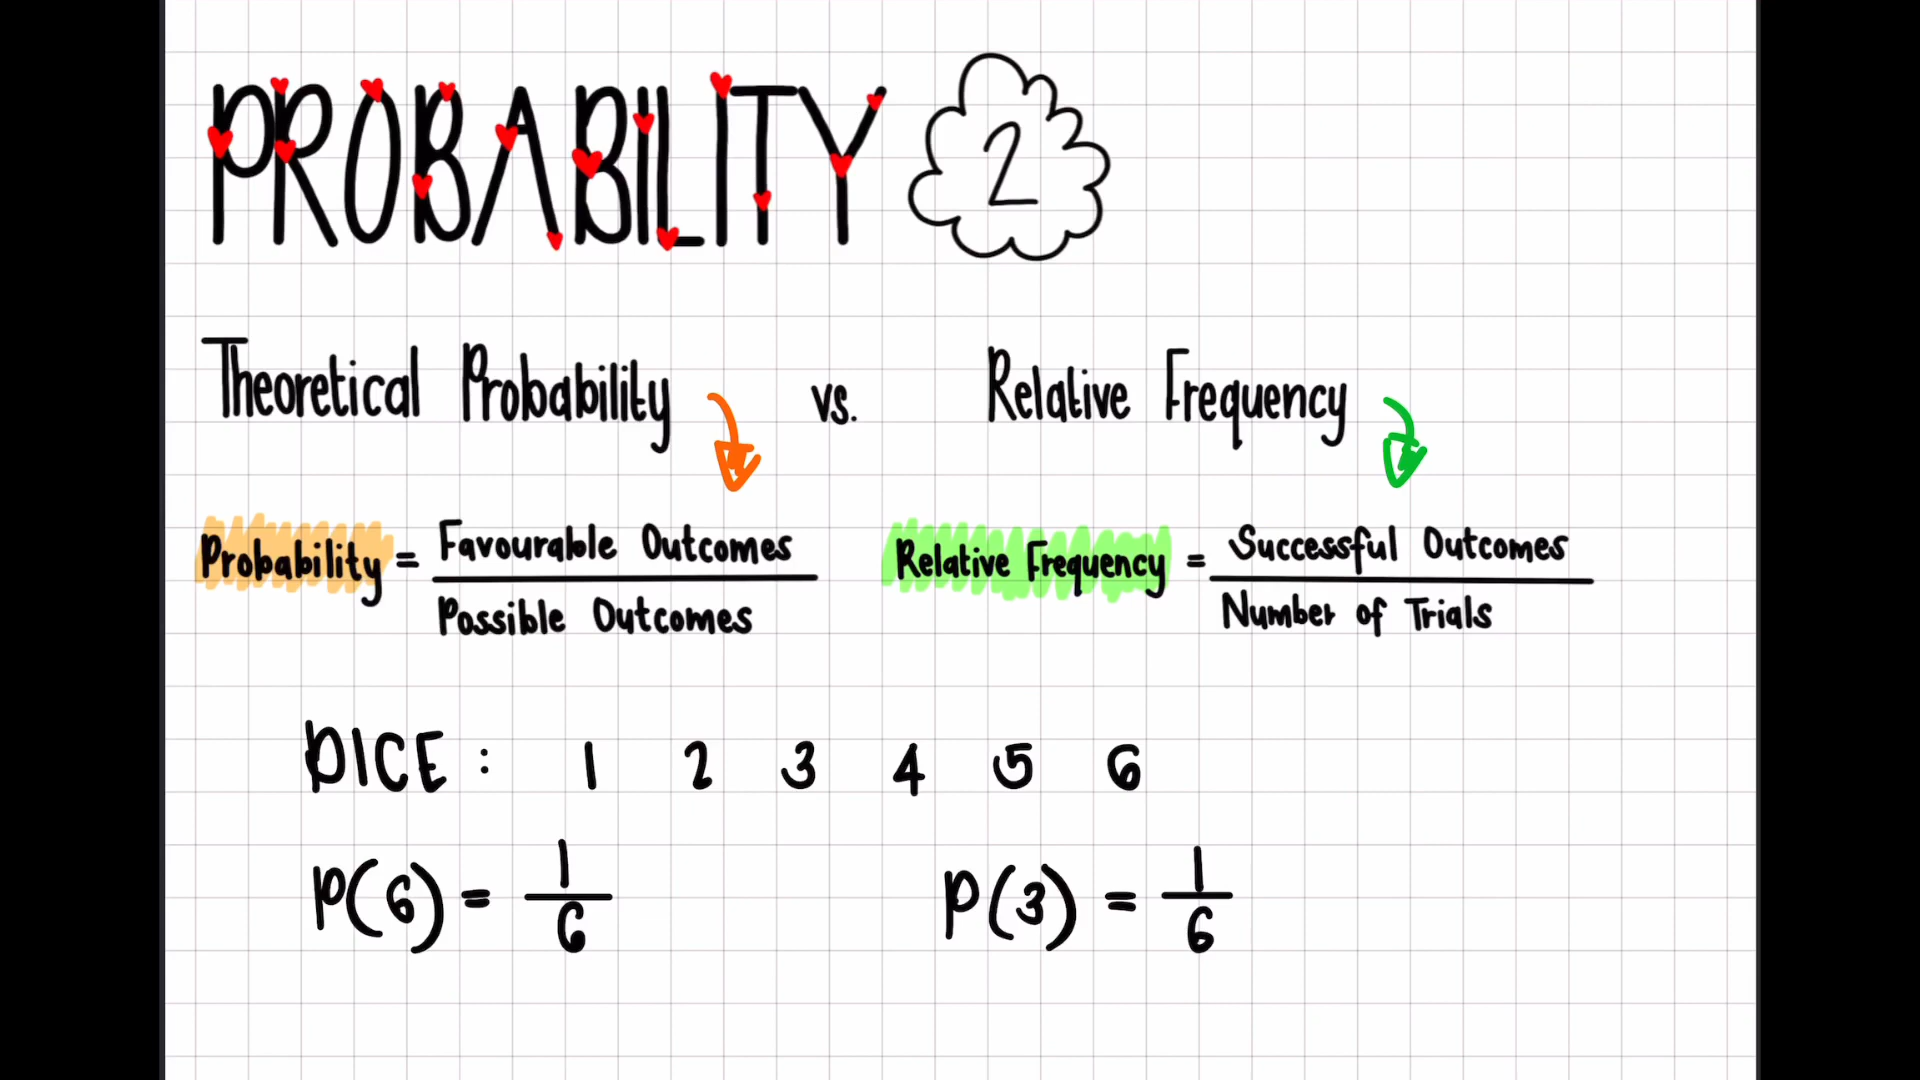 PROBABILITY 2
Theoretical Probability vs. Relative Frequency
Probability = Favourable Outcomes / Possible Outcomes
Relative Frequency = Successful Outcomes / Number of Trials
DICE : 1 2 3 4 5 6
P(6) = 1/6 P(3) = 1/6